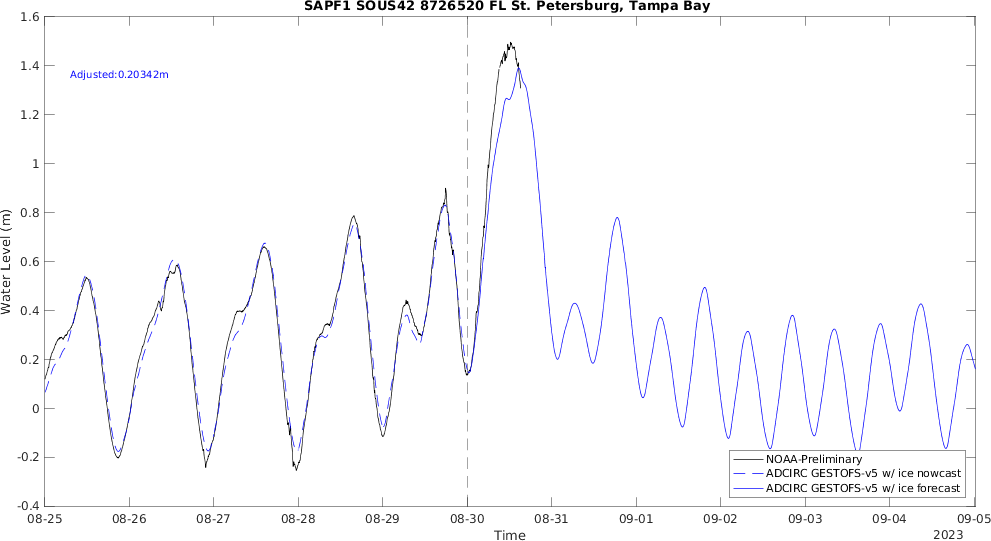 SAPF1 SOUS42 8726520 FL St. Petersburg, Tampa Bay
Adjusted:0.20342m
Water Level (m)
1.6
1.4
1.2
1
0.8
0.6
0.4
0.2
0
-0.2
-0.4
NOAA-Preliminary
ADCIRC GESTOFS-v5 w/ ice nowcast
ADCIRC GESTOFS-v5 w/ ice forecast
08-25 08-26 08-27 08-28 08-29 08-30 08-31 09-01 09-02 09-03 09-04 09-05
Time
2023